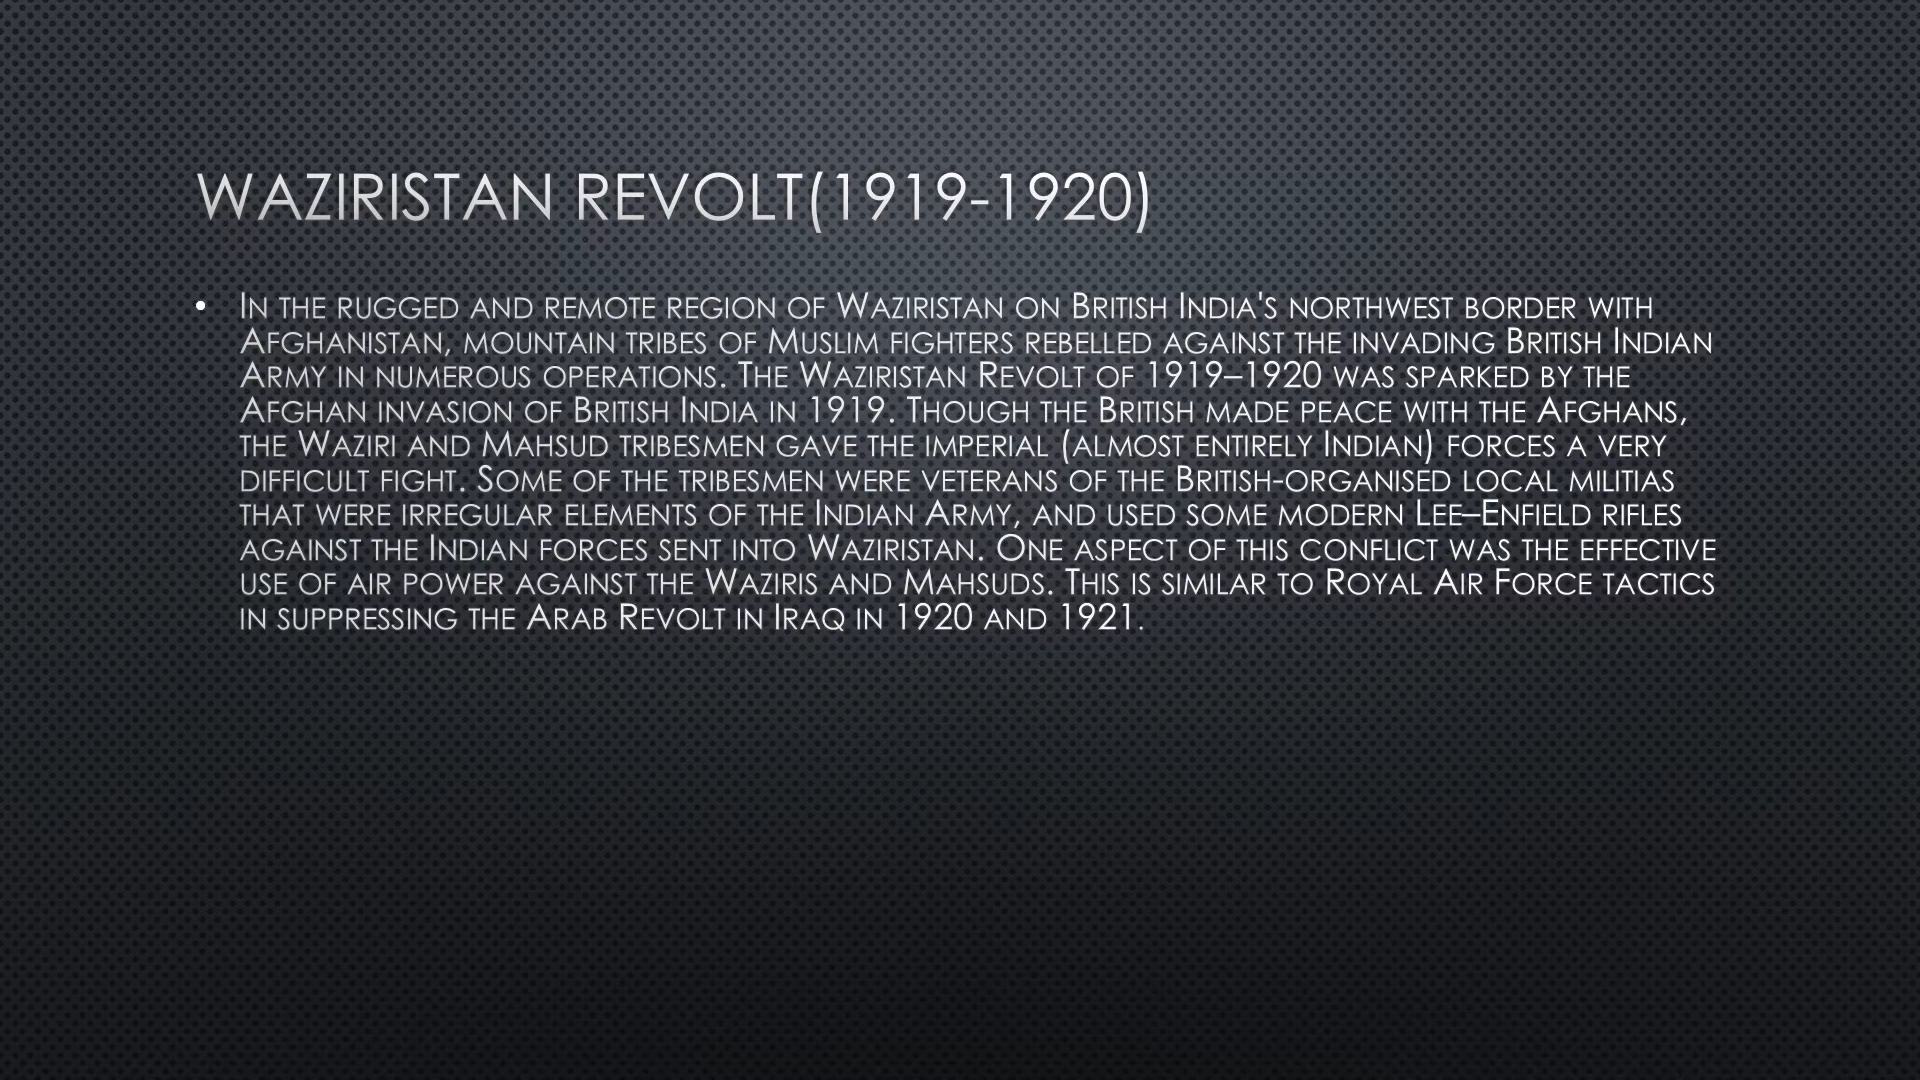 WAZIRISTAN REVOLT(1919-1920)
• In the rugged and remote region of Waziristan on British India's northwest border with
Afghanistan, mountain tribes of Muslim fighters rebelled against the invading British Indian
Army in numerous operations. The Waziristan Revolt of 1919–1920 was sparked by the
Afghan invasion of British India in 1919. Though the British made peace with the Afghans,
the Waziri and Mahsud tribesmen gave the imperial (almost entirely Indian) forces a very
difficult fight. Some of the tribesmen were veterans of the British-organised local militias
that were irregular elements of the Indian Army, and used some modern Lee–Enfield rifles
against the Indian forces sent into Waziristan. One aspect of this conflict was the effective
use of air power against the Waziris and Mahsuds. This is similar to Royal Air Force tactics
in suppressing the Arab Revolt in Iraq in 1920 and 1921.